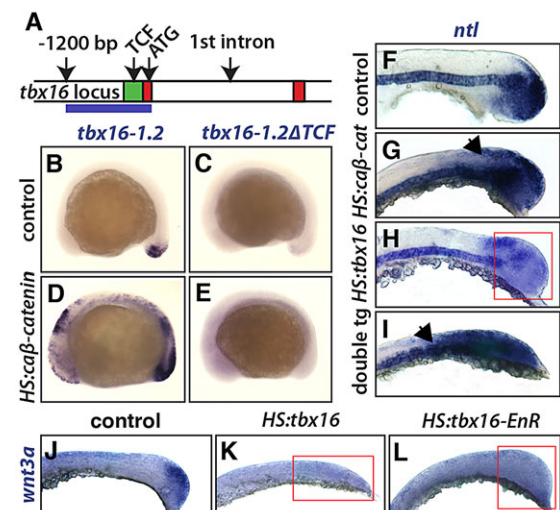 A
-1200 bp
TCF
ATG
1st intron
tbx16 locus
tbx16-1.2
tbx16-1.2ΔTCF
control
B
C
HS:caβ-catenin
D
E
ntl
control
F
HS:caβ-cat
G
HS:tbx16
H
double tg
I
control
HS:tbx16
HS:tbx16-EnR
wnt3a
J
K
L